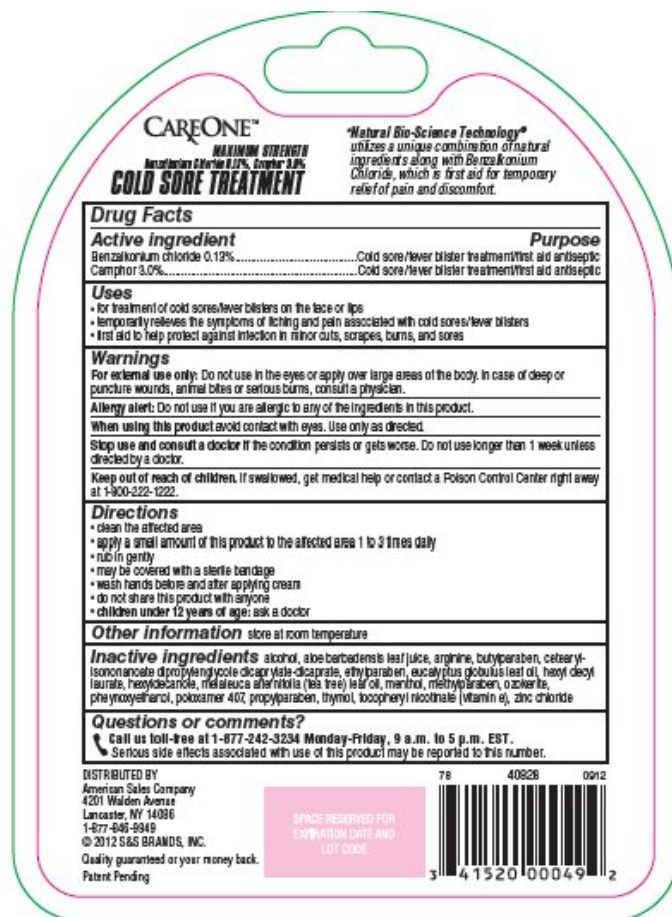 CAREONE™
MAXIMUM STRENGTH
Benzalkonium Chloride 0.13%, Camphor 3.0%
COLD SORE TREATMENT
"Natural Bio-Science Technology®
utilizes a unique combination of natural
ingredients along with Benzalkonium
Chloride, which is first aid for temporary
relief of pain and discomfort.
Drug Facts
Active ingredient Purpose
Benzalkonium chloride 0.13%..........Cold sore/fever blister treatment/first aid antiseptic
Camphor 3.0%..........Cold sore/fever blister treatment/first aid antiseptic
Uses
• for treatment of cold sores/fever blisters on the face or lips
• temporarily relieves the symptoms of itching and pain associated with cold sores/fever blisters
• first aid to help protect against infection in minor cuts, scrapes, burns, and sores
Warnings
For external use only: Do not use in the eyes or apply over large areas of the body. In case of deep or
puncture wounds, animal bites or serious burns, consult a physician.
Allergy alert: Do not use if you are allergic to any of the ingredients in this product.
When using this product avoid contact with eyes. Use only as directed.
Stop use and consult a doctor if the condition persists or gets worse. Do not use longer than 1 week unless
directed by a doctor.
Keep out of reach of children. If swallowed, get medical help or contact a Poison Control Center right away
at 1-800-222-1222.
Directions
• clean the affected area
• apply a small amount of this product to the affected area 1 to 3 times daily
• rub in gently
• may be covered with a sterile bandage
• wash hands before and after applying cream
• do not share this product with anyone
• children under 12 years of age: ask a doctor
Other information store at room temperature
Inactive ingredients alcohol, aloe barbadensis leaf juice, arginine, butylparaben, cetearyl-
isononanoate dipropylenglycole dicaprylate-dicaprate, ethylparaben, eucalyptus globulus leaf oil, hexyl decyl
laurate, hexyldecanole, melaleuca alternifolia (tea tree) leaf oil, menthol, methylparaben, ozokerite,
pheynoxyethanol, poloxamer 407, propylparaben, thymol, tocopheryl nicotinate (vitamin e), zinc chloride
Questions or comments?
Call us toll-free at 1-877-242-3234 Monday-Friday, 9 a.m. to 5 p.m. EST.
Serious side effects associated with use of this product may be reported to this number.
DISTRIBUTED BY
American Sales Company
4201 Walden Avenue
Lancaster, NY 14086
1-877-846-9949
© 2012 S&S BRANDS, INC.
Quality guaranteed or your money back.
Patent Pending
SPACE RESERVED FOR
EXPIRATION DATE AND
LOT CODE
78 40928 0912
3 41520 00049 2